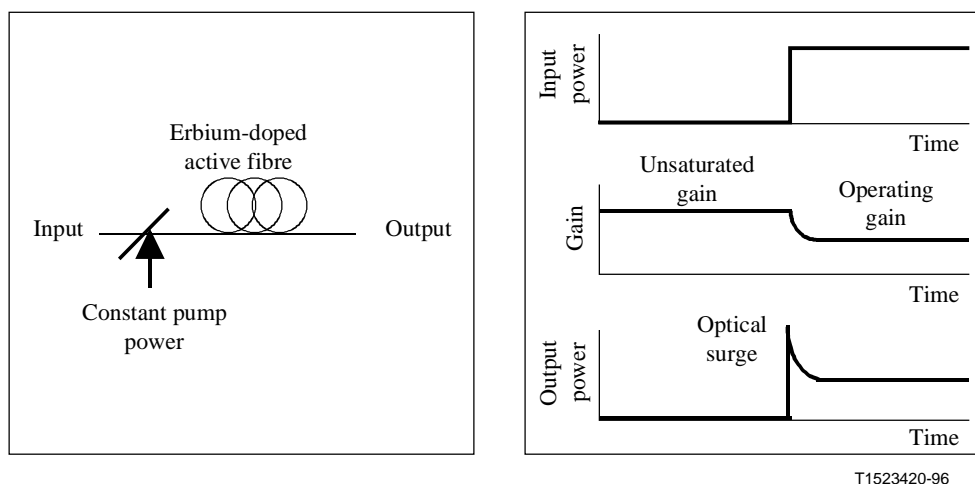 Erbium-doped
active fibre
Input
Output
Constant pump
power
Input
power
Time
Unsaturated
gain
Operating
gain
Gain
Time
Optical
surge
Output
power
Time
T1523420-96